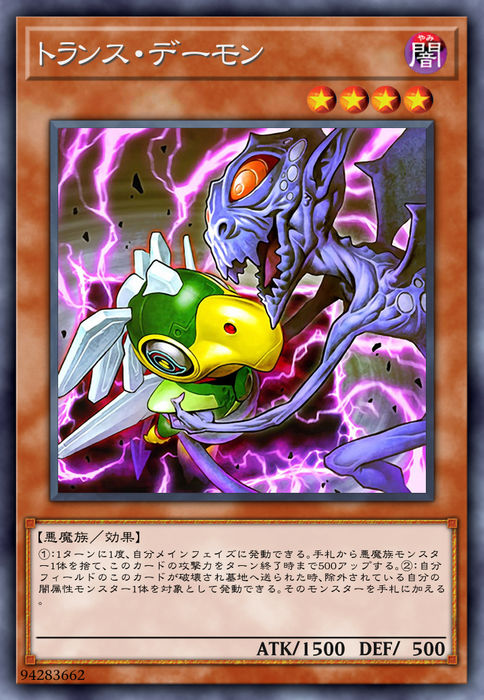 トランス・デーモン
やみ
闇
【悪魔族／効果】
①:1ターンに1度、自分メインフェイズに発動できる。手札から悪魔族モンスタ
ー1体を捨て、このカードの攻撃力をターン終了時まで500アップする。②:自分
フィールドのこのカードが破壊され墓地へ送られた時、除外されている自分の
闇属性モンスター1体を対象として発動できる。そのモンスターを手札に加える
。
ATK/1500 DEF/ 500
94283662